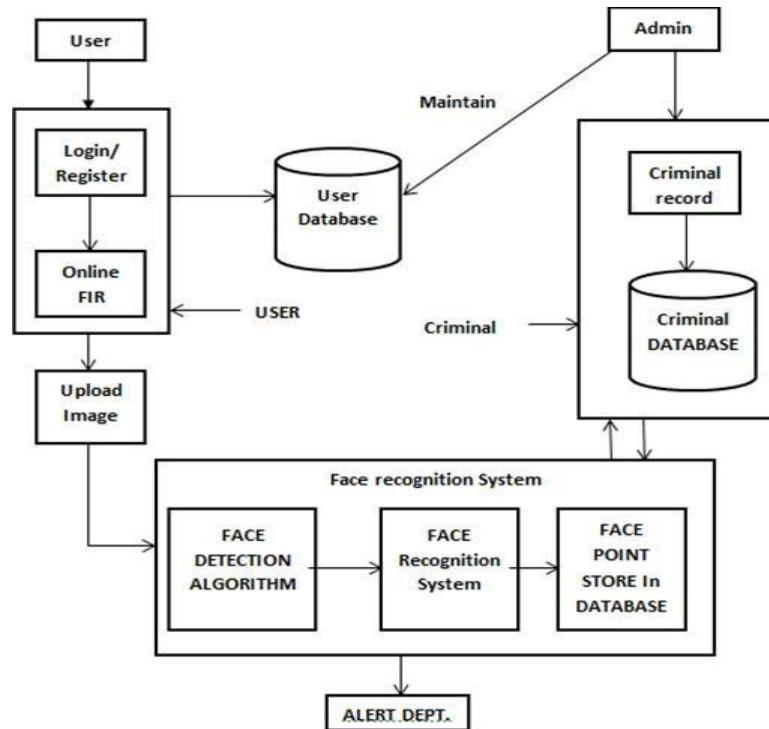 User
Admin
Maintain
Login/
Register
User
Database
Criminal
record
Online
FIR
USER
Criminal
Criminal
DATABASE
Upload
Image
Face recognition System
FACE
DETECTION
ALGORITHM
FACE
Recognition
System
FACE
POINT
STORE In
DATABASE
ALERT DEPT.